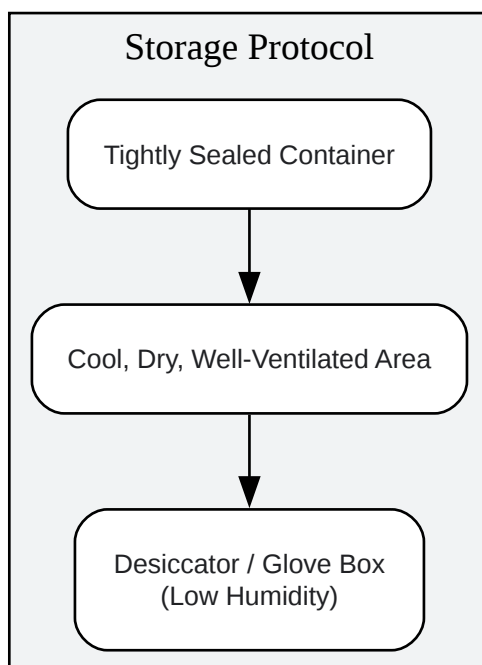 Storage Protocol
Tightly Sealed Container
Cool, Dry, Well-Ventilated Area
Desiccator / Glove Box
(Low Humidity)